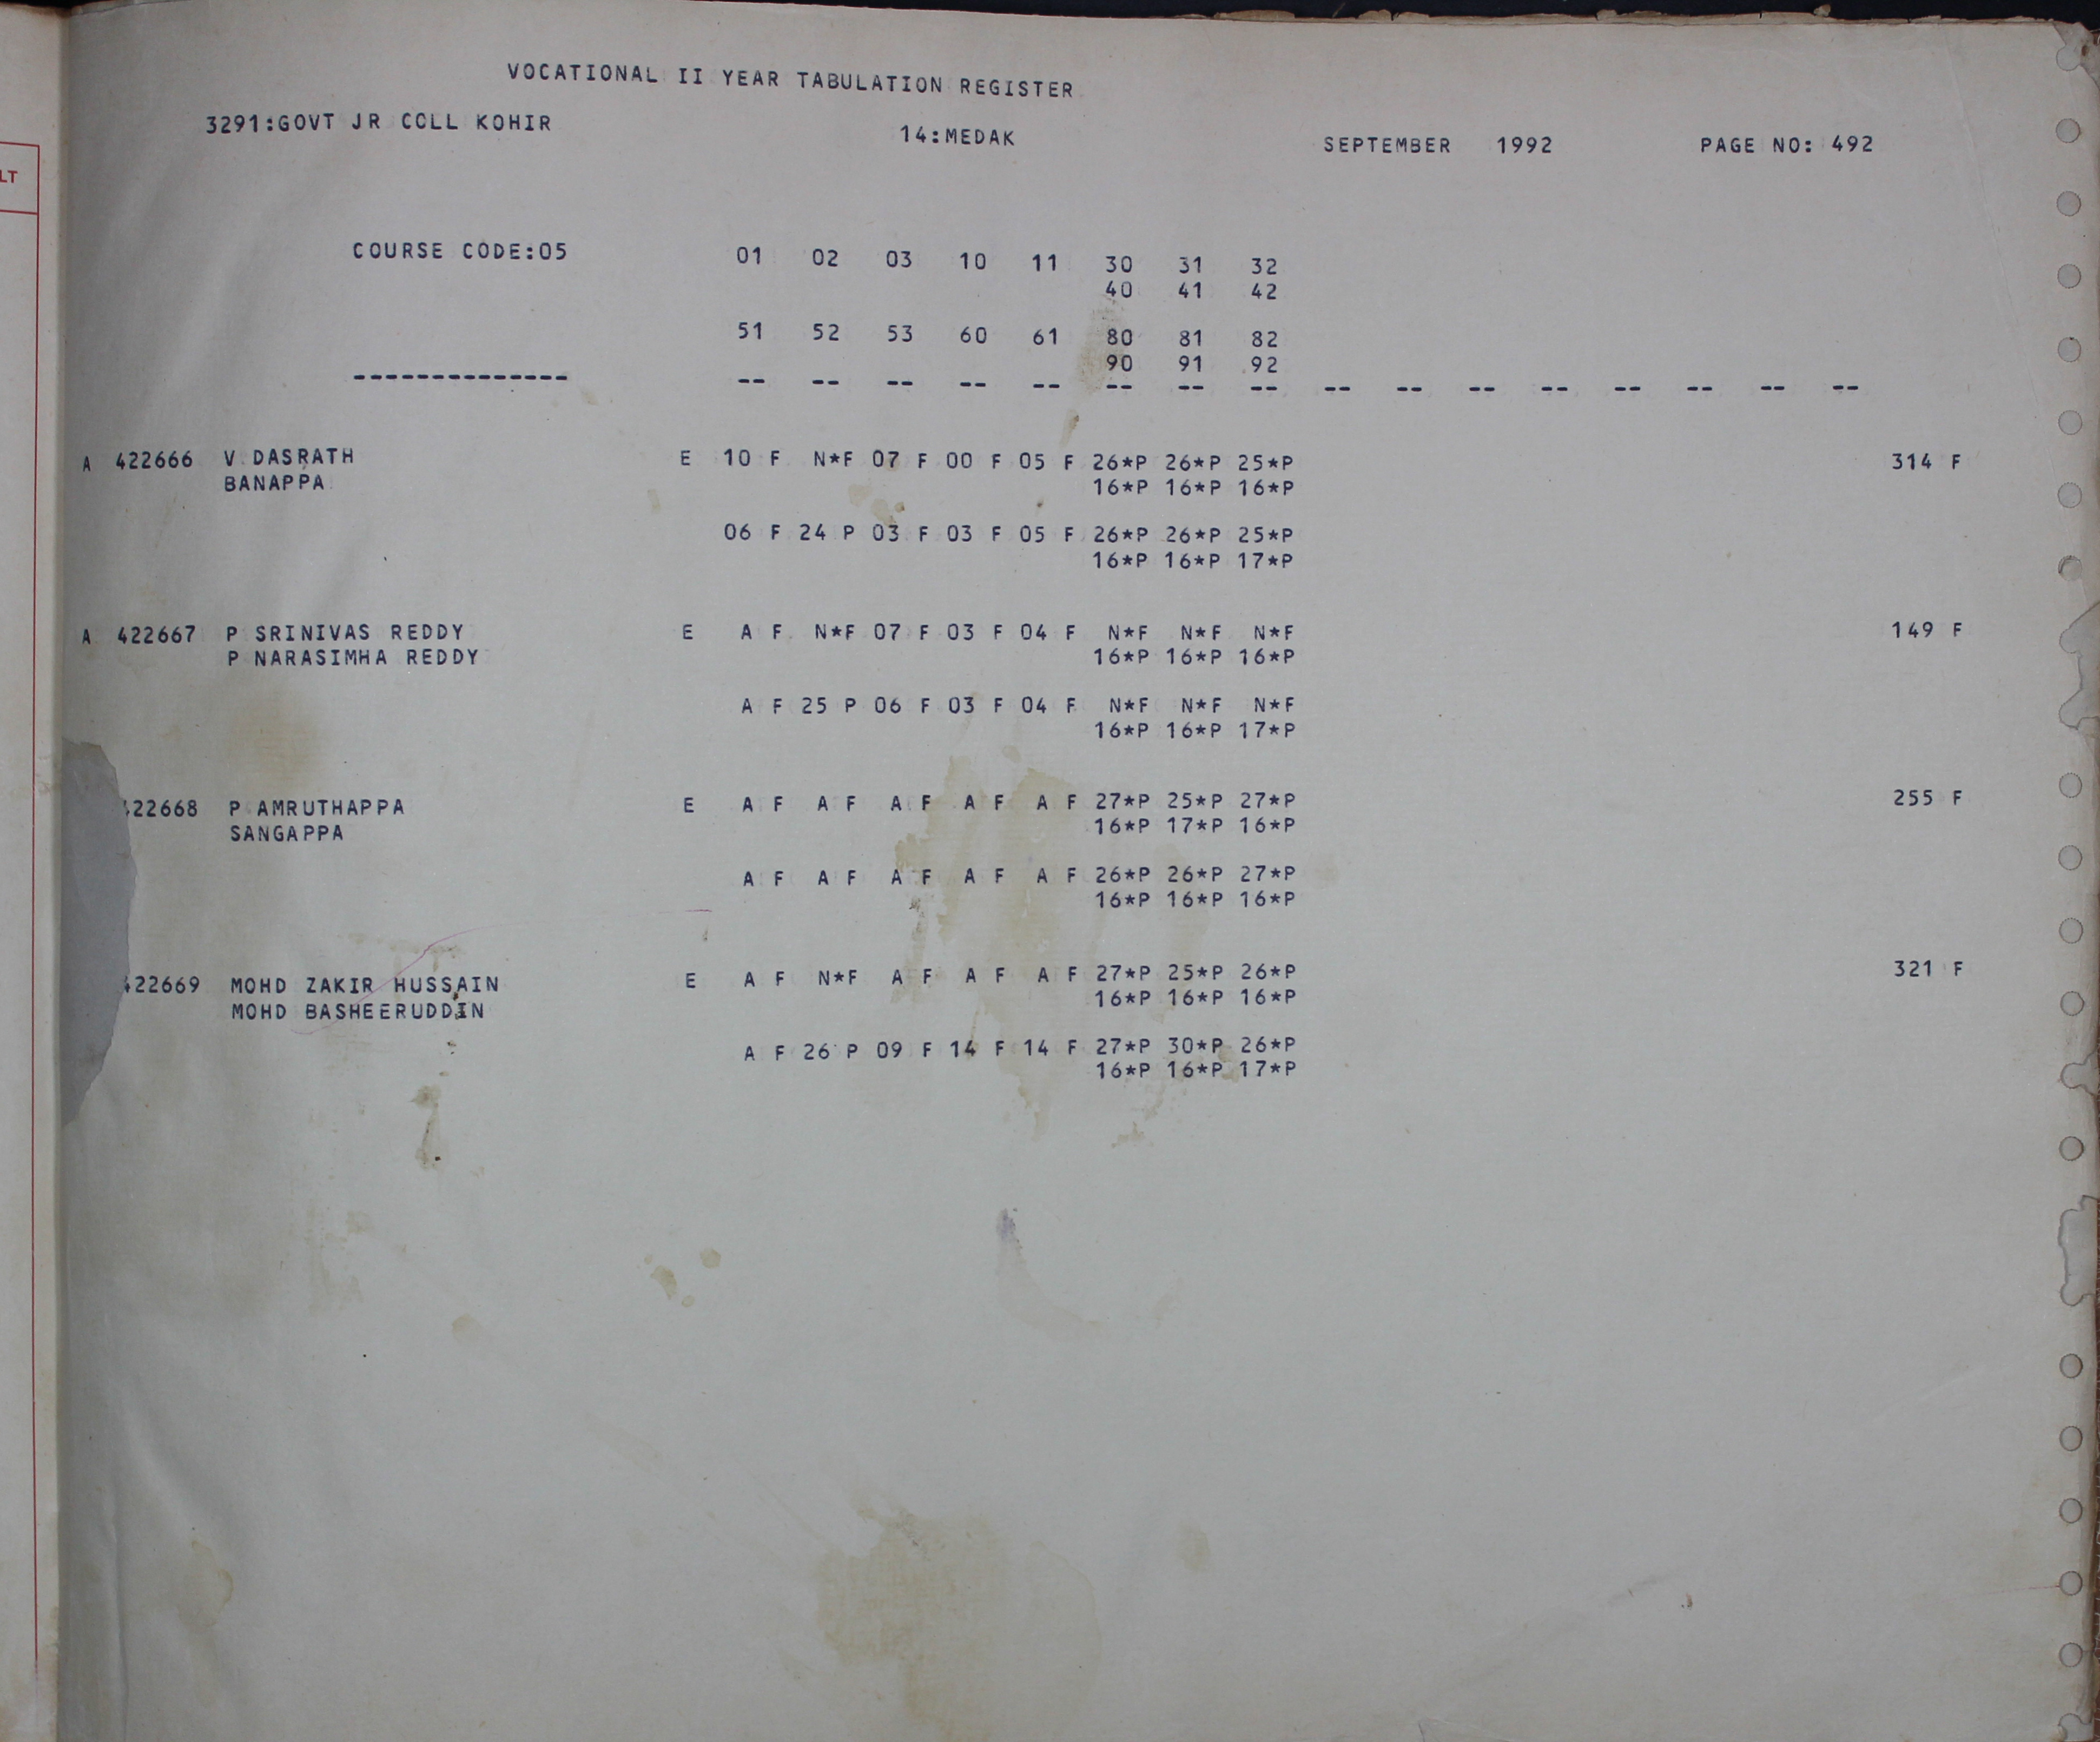 VOCATIONAL II YEAR TABULATION REGISTER
3291:GOVT JR COLL KOHIR 14:MEDAK SEPTEMBER 1992 PAGE NO: 492
LT
COURSE CODE:05 01 02 03 10 11 30 31 32
40 41 42
51 52 53 60 61 80 81 82
90 91 92
-------------- -- -- -- -- -- -- -- -- -- -- -- -- -- -- -- --
A 422666 V DASRATH E 10 F N*F 07 F 00 F 05 F 26*P 26*P 25*P 314 F
BANAPPA 16*P 16*P 16*P
06 F 24 P 03 F 03 F 05 F 26*P 26*P 25*P
16*P 16*P 17*P
A 422667 P SRINIVAS REDDY E A F N*F 07 F 03 F 04 F N*F N*F N*F 149 F
P NARASIMHA REDDY 16*P 16*P 16*P
A F 25 P 06 F 03 F 04 F N*F N*F N*F
16*P 16*P 17*P
22668 P AMRUTHAPPA E A F A F A F A F A F 27*P 25*P 27*P 255 F
SANGAPPA 16*P 17*P 16*P
A F A F A F A F A F 26*P 26*P 27*P
16*P 16*P 16*P
422669 MOHD ZAKIR HUSSAIN E A F N*F A F A F A F 27*P 25*P 26*P 321 F
MOHD BASHEERUDDIN 16*P 16*P 16*P
A F 26 P 09 F 14 F 14 F 27*P 30*P 26*P
16*P 16*P 17*P